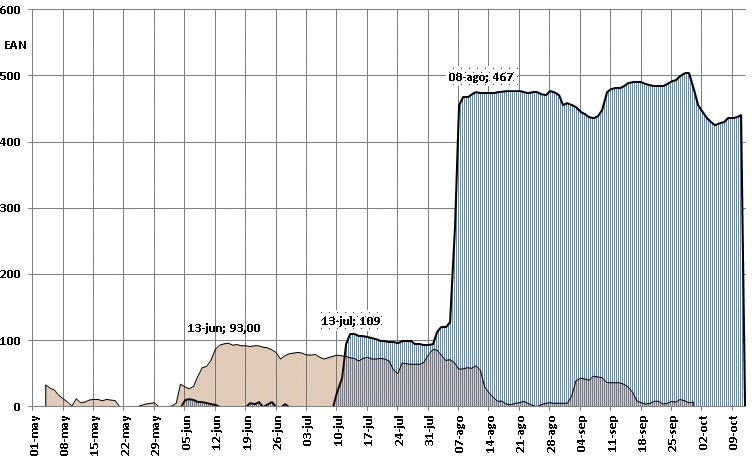 600
EAN
500
08-ago; 467
400
300
200
13-jul; 109
13-jun; 93,00
100
0
01-may
08-may
15-may
22-may
29-may
05-jun
12-jun
19-jun
26-jun
03-jul
10-jul
17-jul
24-jul
31-jul
07-ago
14-ago
21-ago
28-ago
04-sep
11-sep
18-sep
25-sep
02-oct
09-oct